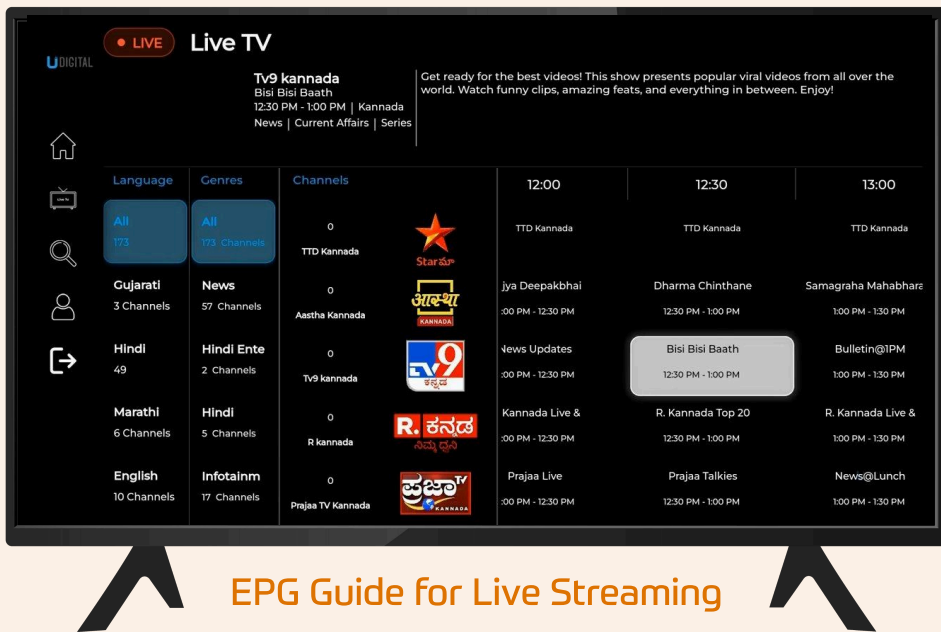 ● LIVE
Live TV
UDIGITAL
Tv9 kannada
Bisi Bisi Baath
12:30 PM - 1:00 PM | Kannada
News | Current Affairs | Series
Get ready for the best videos! This show presents popular viral videos from all over the
world. Watch funny clips, amazing feats, and everything in between. Enjoy!
Language Genres Channels 12:00 12:30 13:00
All
173
All
173 Channels
0
TTD Kannada
Starమా
TTD Kannada
TTD Kannada
TTD Kannada
Live Tv
Gujarati
3 Channels
News
57 Channels
0
Aastha Kannada
आस्था
KANNADA
jya Deepakbhai
:00 PM - 12:30 PM
Dharma Chinthane
12:30 PM - 1:00 PM
Samagraha Mahabhara
1:00 PM - 1:30 PM
Hindi
49
Hindi Ente
2 Channels
0
Tv9 kannada
TV9
ಕನ್ನಡ
News Updates
:00 PM - 12:30 PM
Bisi Bisi Baath
12:30 PM - 1:00 PM
Bulletin@1PM
1:00 PM - 1:30 PM
Marathi
6 Channels
Hindi
5 Channels
0
R kannada
R. ಕನ್ನಡ
ನಿಮ್ಮ ಧ್ವನಿ
Kannada Live &
:00 PM - 12:30 PM
R. Kannada Top 20
12:30 PM - 1:00 PM
R. Kannada Live &
1:00 PM - 1:30 PM
English
10 Channels
Infotainm
17 Channels
0
Prajaa TV Kannada
ಪ್ರಜಾ TV
KANNADA
Prajaa Live
:00 PM - 12:30 PM
Prajaa Talkies
12:30 PM - 1:00 PM
News@Lunch
1:00 PM - 1:30 PM
EPG Guide for Live Streaming